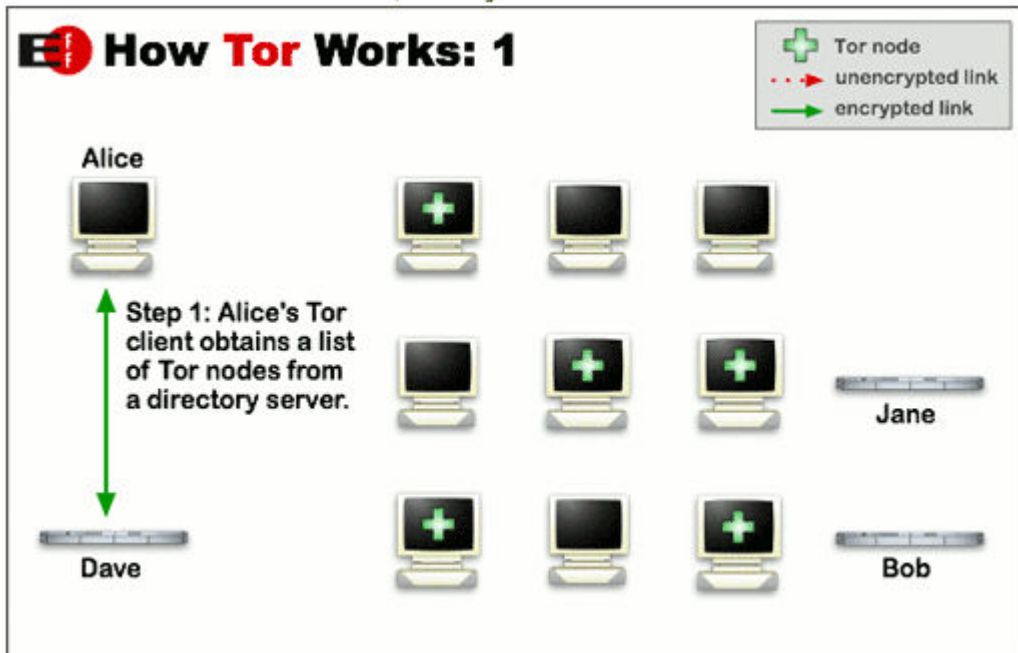 EFF How Tor Works: 1
Tor node
unencrypted link
encrypted link
Alice
Step 1: Alice's Tor
client obtains a list
of Tor nodes from
a directory server.
Jane
Dave
Bob